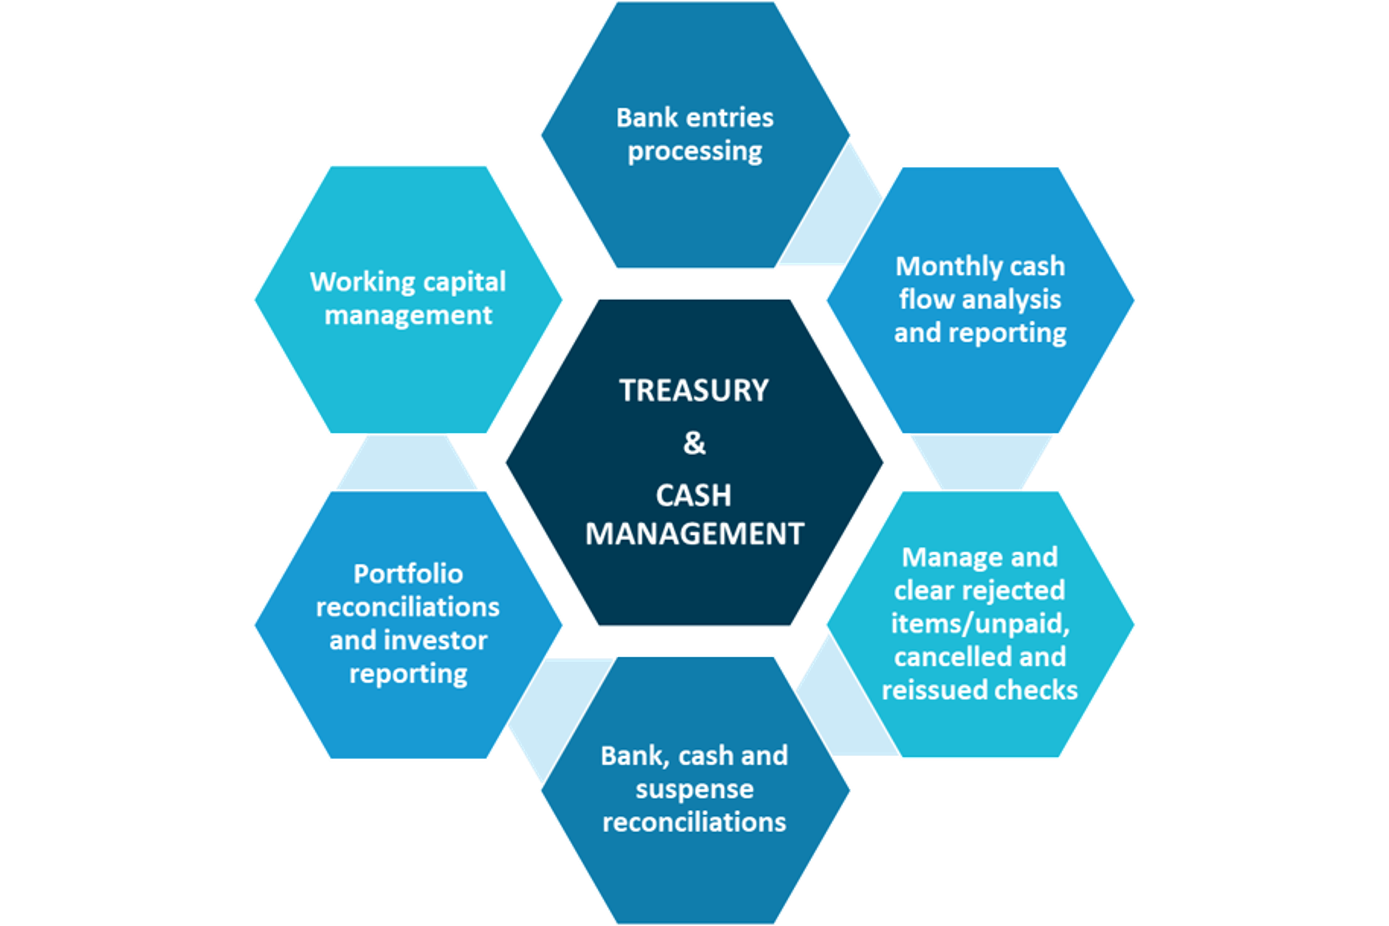 Bank entries
processing
Monthly cash
flow analysis
and reporting
Manage and
clear rejected
items/unpaid,
cancelled and
reissued checks
Bank, cash and
suspense
reconciliations
Portfolio
reconciliations
and investor
reporting
Working capital
management
TREASURY
&
CASH
MANAGEMENT